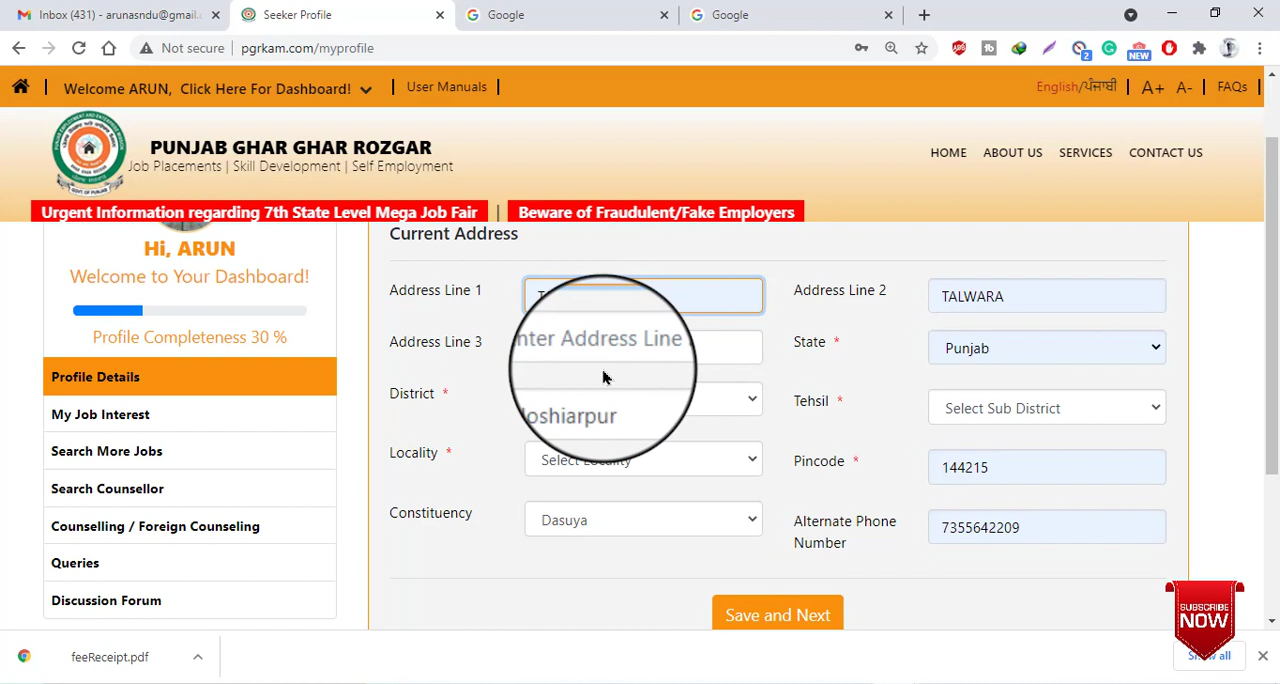 Inbox (431) - arunasndu@gmail.c
Seeker Profile
Google
Google
Not secure
pgrkam.com/myprofile
2
NEW
Welcome ARUN, Click Here For Dashboard!
User Manuals
English/ਪੰਜਾਬੀ
A+
A-
FAQs
PUNJAB GHAR GHAR ROZGAR
Job Placements | Skill Development | Self Employment
HOME
ABOUT US
SERVICES
CONTACT US
Urgent Information regarding 7th State Level Mega Job Fair
Beware of Fraudulent/Fake Employers
Hi, ARUN
Welcome to Your Dashboard!
Profile Completeness 30 %
Profile Details
My Job Interest
Search More Jobs
Search Counsellor
Counselling / Foreign Counseling
Queries
Discussion Forum
Current Address
Address Line 1
Address Line 2
TALWARA
Address Line 3
nter Address Line
State *
Punjab
District *
loshiarpur
Tehsil *
Select Sub District
Locality *
Select Locality
Pincode *
144215
Constituency
Dasuya
Alternate Phone
Number
7355642209
Save and Next
SUBSCRIBE
NOW
feeReceipt.pdf
Show all